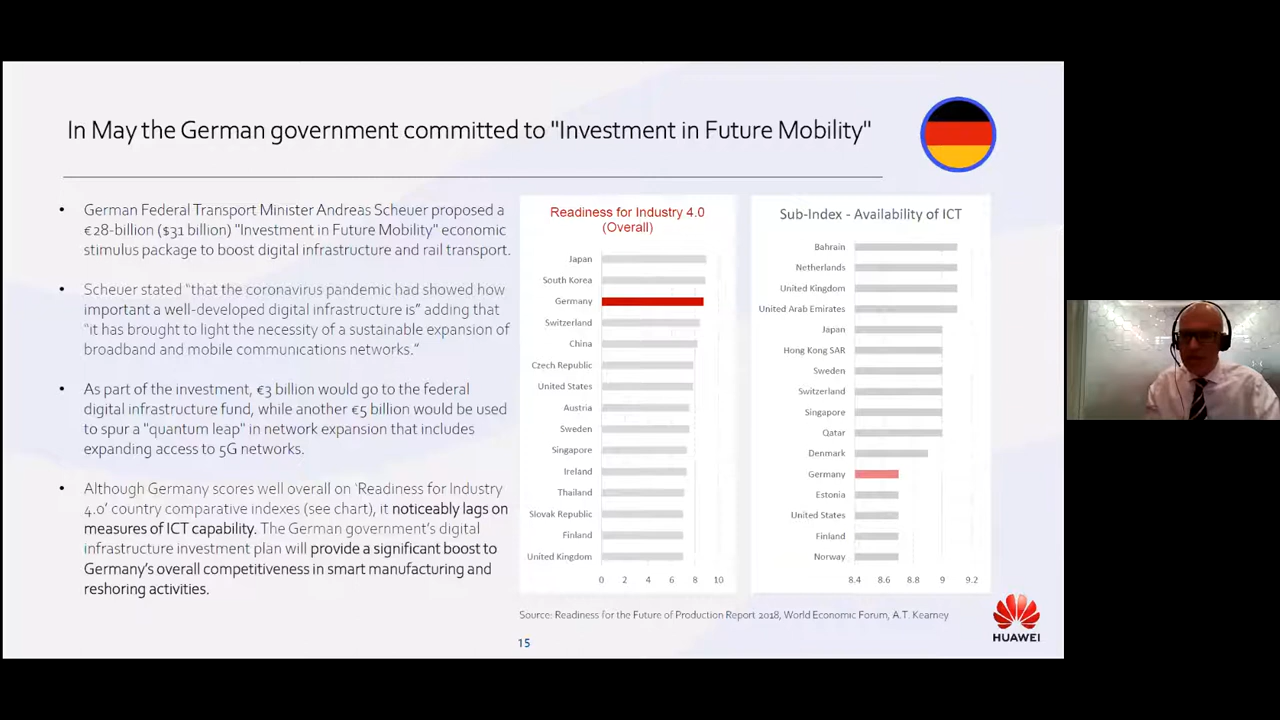 In May the German government committed to "Investment in Future Mobility"
• German Federal Transport Minister Andreas Scheuer proposed a
€28-billion ($31 billion) "Investment in Future Mobility" economic
stimulus package to boost digital infrastructure and rail transport.
• Scheuer stated “that the coronavirus pandemic had showed how
important a well-developed digital infrastructure is” adding that
“it has brought to light the necessity of a sustainable expansion of
broadband and mobile communications networks.”
• As part of the investment, €3 billion would go to the federal
digital infrastructure fund, while another €5 billion would be used
to spur a "quantum leap" in network expansion that includes
expanding access to 5G networks.
• Although Germany scores well overall on ‘Readiness for Industry
4.0’ country comparative indexes (see chart), it noticeably lags on
measures of ICT capability. The German government’s digital
infrastructure investment plan will provide a significant boost to
Germany’s overall competitiveness in smart manufacturing and
reshoring activities.
Readiness for Industry 4.0
(Overall)
Japan
South Korea
Germany
Switzerland
China
Czech Republic
United States
Austria
Sweden
Singapore
Ireland
Thailand
Slovak Republic
Finland
United Kingdom
0 2 4 6 8 10
Sub-Index - Availability of ICT
Bahrain
Netherlands
United Kingdom
United Arab Emirates
Japan
Hong Kong SAR
Sweden
Switzerland
Singapore
Qatar
Denmark
Germany
Estonia
United States
Finland
Norway
8.4 8.6 8.8 9 9.2
Source: Readiness for the Future of Production Report 2018, World Economic Forum, A.T. Kearney
15
HUAWEI